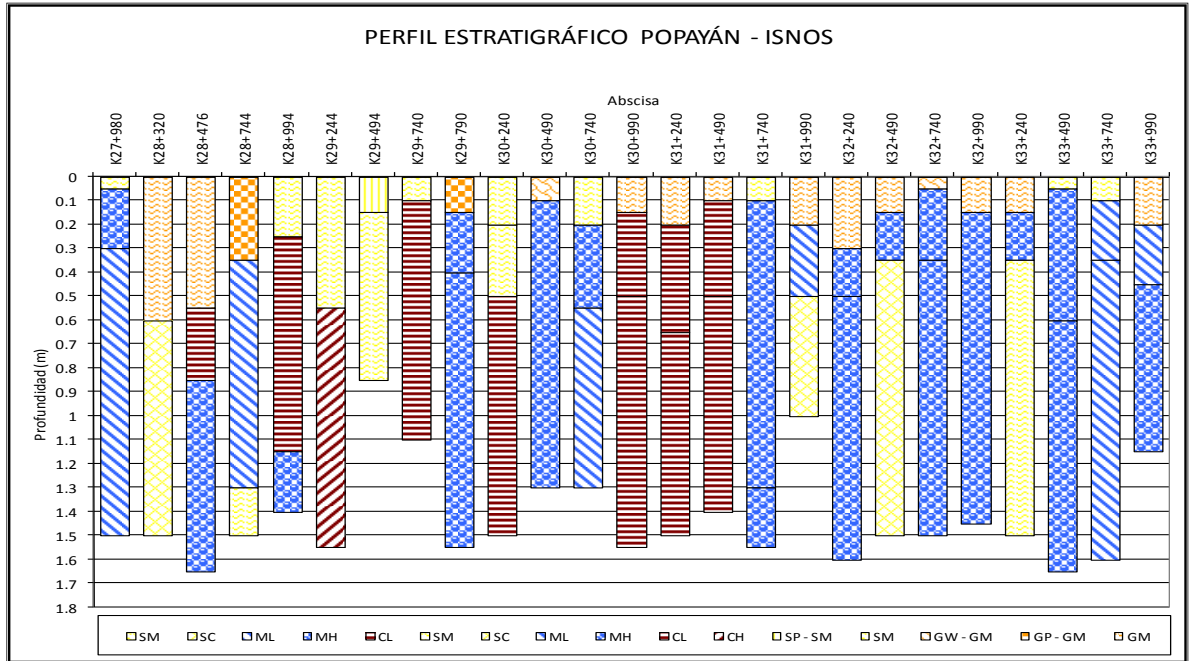 PERFIL ESTRATIGRÁFICO POPAYÁN - ISNOS
Abscisa
K27+980
K28+320
K28+476
K28+744
K28+994
K29+244
K29+494
K29+740
K29+790
K30+240
K30+490
K30+740
K30+990
K31+240
K31+490
K31+740
K31+990
K32+240
K32+490
K32+740
K32+990
K33+240
K33+490
K33+740
K33+990
Profundidad (m)
0
0.1
0.2
0.3
0.4
0.5
0.6
0.7
0.8
0.9
1
1.1
1.2
1.3
1.4
1.5
1.6
1.7
1.8
SM SC ML MH CL SM SC ML MH CL CH SP - SM SM GW - GM GP - GM GM